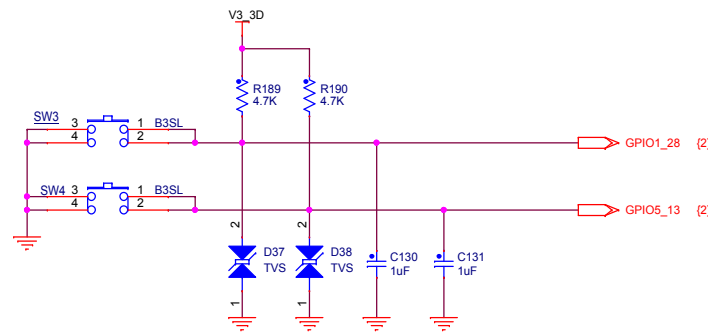 V3_3D
R189 R190
4.7K 4.7K
SW3 3 1 B3SL
4 2
GPIO1_28 {2}
SW4 3 1 B3SL
4 2
GPIO5_13 {2}
2 2
D37 D38 C130 C131
TVS TVS 1uF 1uF
1 1